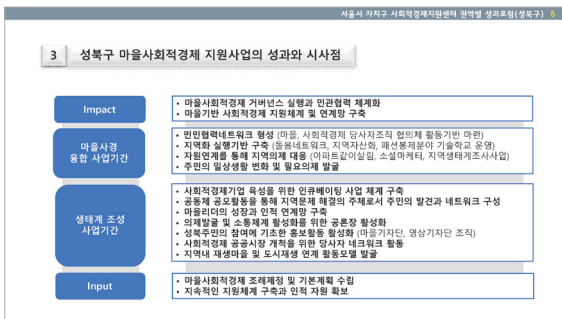 서울시 자치구 사회적경제지원센터 권역별 성과포럼(성북구) 5
3 성북구 마을사회적경제 지원사업의 성과와 시사점
Impact
• 마을사회적경제 거버넌스 실행과 민관협력 체계화
• 마을기반 사회적경제 지원체계 및 연계망 구축
마을사경
융합 사업기간
• 민민협력네트워크 형성 (마을, 사회적경제 당사자조직 협의체 활동기반 마련)
• 지역화 실행기반 구축 (돌봄네트워크, 지역자산화, 패션봉제분야 기술학교 운영)
• 자원연계를 통해 지역의제 대응 (아파트같이살림, 소셜마켓터, 지역생태계조사사업)
• 주민의 일상생활 변화 및 필요의제 발굴
생태계 조성
사업기간
• 사회적경제기업 육성을 위한 인큐베이팅 사업 체계 구축
• 공동체 공모활동을 통해 지역문제 해결의 주체로서 주민의 발견과 네트워크 구성
• 마을리더의 성장과 인적 연계망 구축
• 의제발굴 및 소통체계 활성화를 위한 공론장 활성화
• 성북주민의 참여에 기초한 홍보활동 활성화 (마을기자단, 영상기자단 조직)
• 사회적경제 공공시장 개척을 위한 당사자 네크워크 활동
• 지역내 재생마을 및 도시재생 연계 활동모델 발굴
Input
• 마을사회적경제 조례제정 및 기본계획 수립
• 지속적인 지원체계 구축과 인적 자원 확보